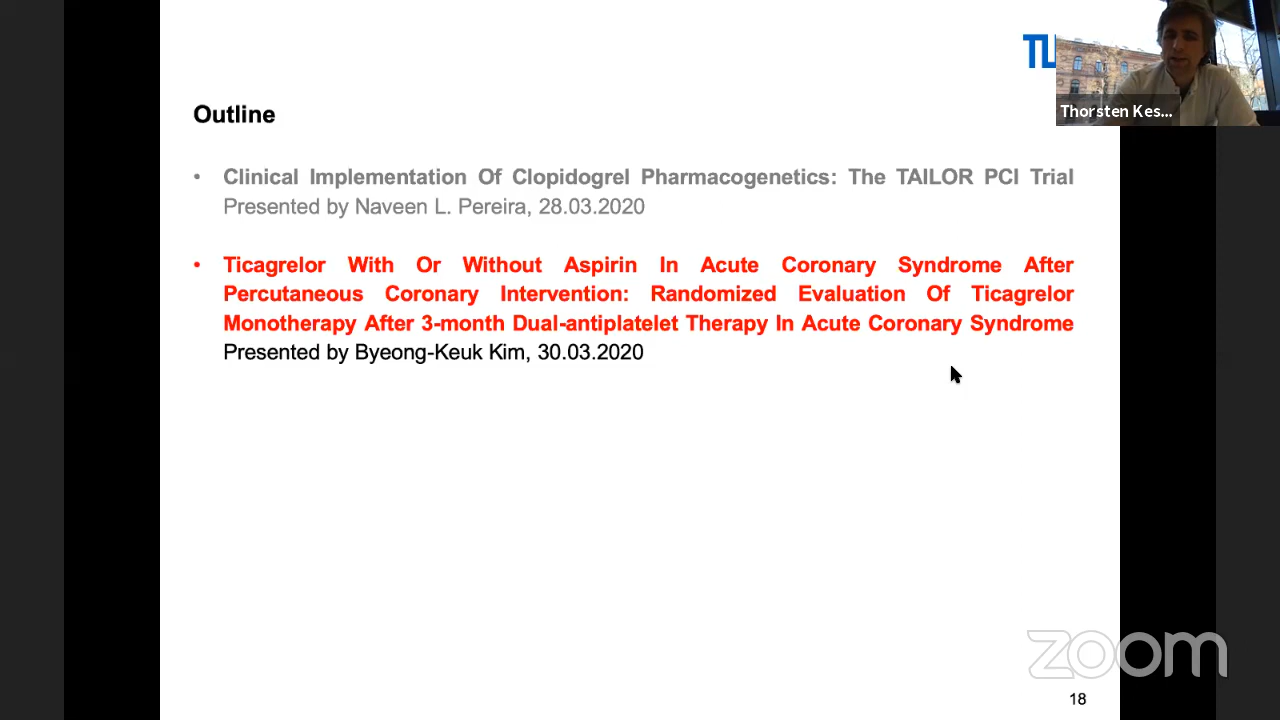 TU
Thorsten Kes...
Outline
• Clinical Implementation Of Clopidogrel Pharmacogenetics: The TAILOR PCI Trial
Presented by Naveen L. Pereira, 28.03.2020
• Ticagrelor With Or Without Aspirin In Acute Coronary Syndrome After
Percutaneous Coronary Intervention: Randomized Evaluation Of Ticagrelor
Monotherapy After 3-month Dual-antiplatelet Therapy In Acute Coronary Syndrome
Presented by Byeong-Keuk Kim, 30.03.2020
zoom
18